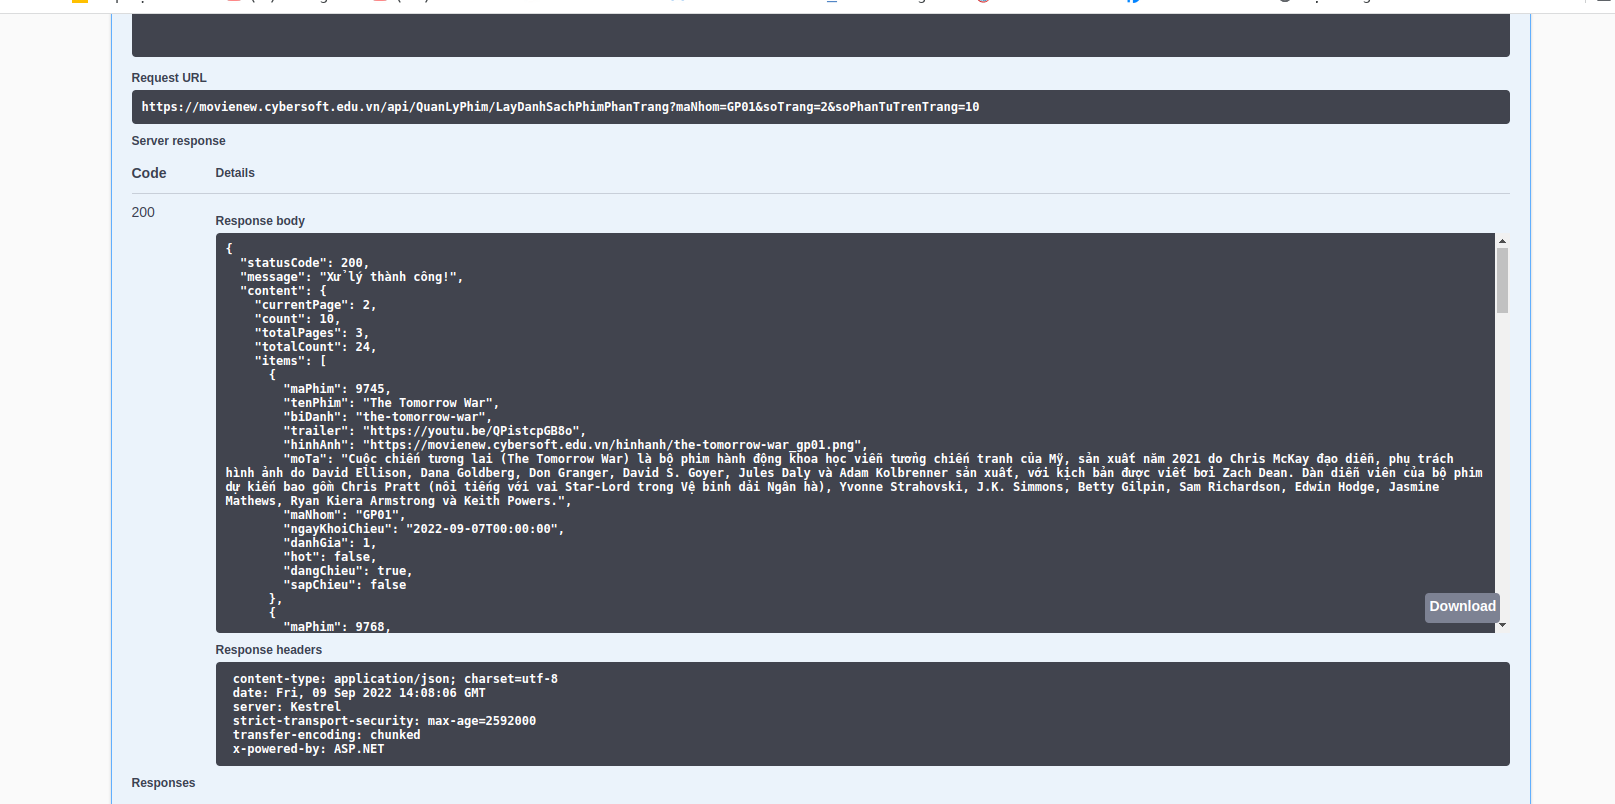 Request URL
https://movienew.cybersoft.edu.vn/api/QuanLyPhim/LayDanhSachPhimPhanTrang?maNhom=GP01&soTrang=2&soPhanTuTrenTrang=10
Server response
Code Details
200
Response body
{
"statusCode": 200,
"message": "Xử lý thành công!",
"content": {
"currentPage": 2,
"count": 10,
"totalPages": 3,
"totalCount": 24,
"items": [
{
"maPhim": 9745,
"tenPhim": "The Tomorrow War",
"biDanh": "the-tomorrow-war",
"trailer": "https://youtu.be/QPistcpGB8o",
"hinhAnh": "https://movienew.cybersoft.edu.vn/hinhanh/the-tomorrow-war_gp01.png",
"moTa": "Cuộc chiến tương lai (The Tomorrow War) là bộ phim hành động khoa học viễn tưởng chiến tranh của Mỹ, sản xuất năm 2021 do Chris McKay đạo diễn, phụ trách
hình ảnh do David Ellison, Dana Goldberg, Don Granger, David S. Goyer, Jules Daly và Adam Kolbrenner sản xuất, với kịch bản được viết bởi Zach Dean. Dàn diễn viên của bộ phim
dự kiến bao gồm Chris Pratt (nổi tiếng với vai Star-Lord trong Vệ binh dải Ngân hà), Yvonne Strahovski, J.K. Simmons, Betty Gilpin, Sam Richardson, Edwin Hodge, Jasmine
Mathews, Ryan Kiera Armstrong và Keith Powers.",
"maNhom": "GP01",
"ngayKhoiChieu": "2022-09-07T00:00:00",
"danhGia": 1,
"hot": false,
"dangChieu": true,
"sapChieu": false
},
{
"maPhim": 9768,
Download
Response headers
content-type: application/json; charset=utf-8
date: Fri, 09 Sep 2022 14:08:06 GMT
server: Kestrel
strict-transport-security: max-age=2592000
transfer-encoding: chunked
x-powered-by: ASP.NET
Responses